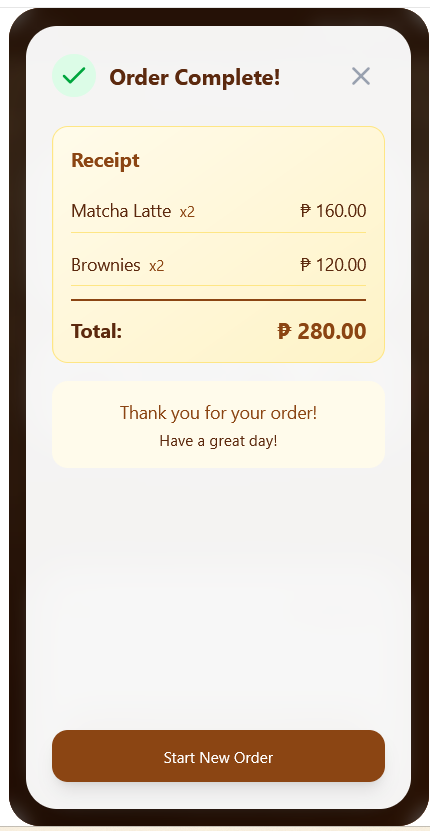 Order Complete!
Receipt
Matcha Latte x2 ₱ 160.00
Brownies x2 ₱ 120.00
Total: ₱ 280.00
Thank you for your order!
Have a great day!
Start New Order